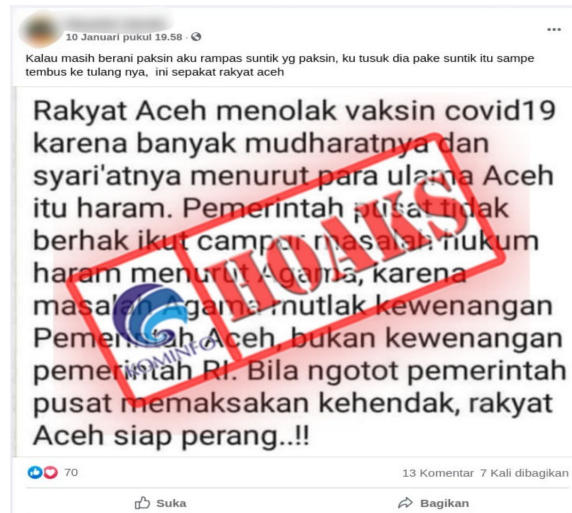 10 Januari pukul 19.58 ·
Kalau masih berani paksin aku rampas suntik yg paksin, ku tusuk dia pake suntik itu sampe
tembus ke tulang nya, ini sepakat rakyat aceh
Rakyat Aceh menolak vaksin covid19
karena banyak mudharatnya dan
syari'atnya menurut para ulama Aceh
itu haram. Pemerintah pusat tidak
berhak ikut campur masalah hukum
haram menurut Agama, karena
masalah Agama mutlak kewenangan
Pemerintah Aceh, bukan kewenangan
pemerintah RI. Bila ngotot pemerintah
pusat memaksakan kehendak, rakyat
Aceh siap perang..!!
HOAKS
KOMINFO
70
13 Komentar 7 Kali dibagikan
Suka
Bagikan